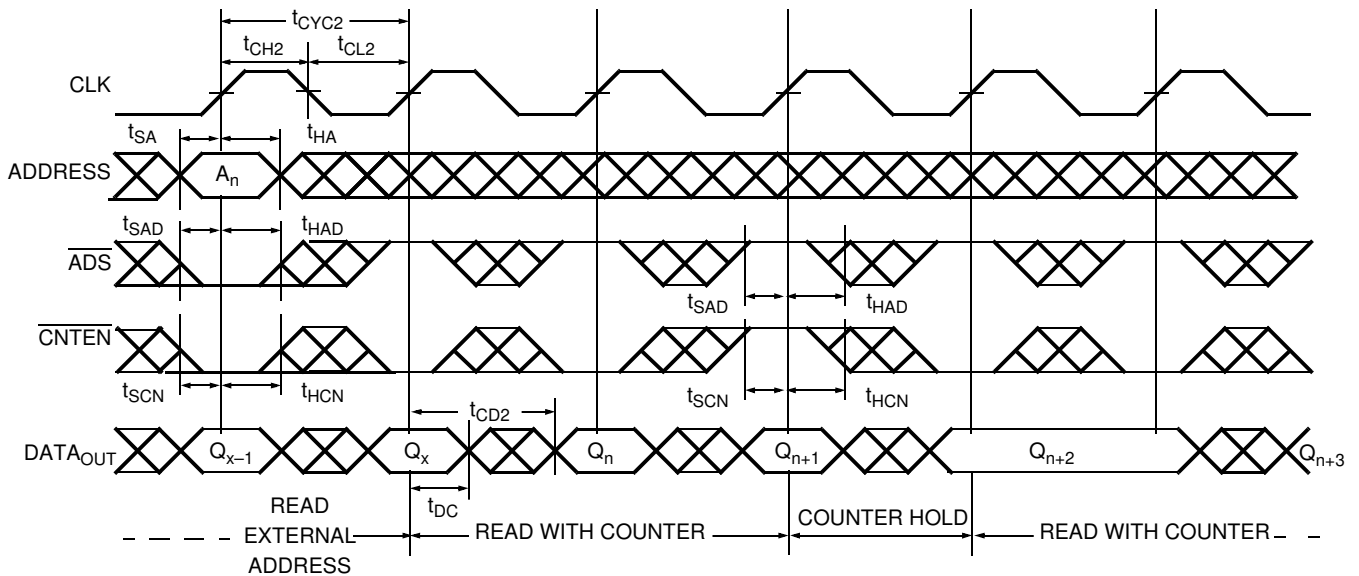 tCYC2
tCH2 tCL2
CLK
tSA tHA
ADDRESS An
tSAD tHAD
ADS
tSAD tHAD
CNTEN
tSCN tHCN tSCN tHCN
tCD2
DATAOUT Qx–1 Qx Qn Qn+1 Qn+2 Qn+3
tDC
READ
EXTERNAL
ADDRESS
READ WITH COUNTER COUNTER HOLD READ WITH COUNTER